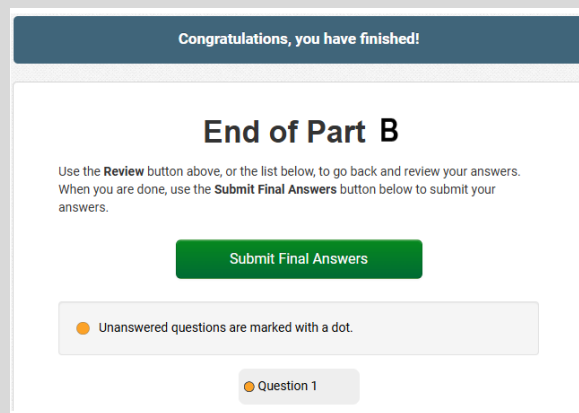 Congratulations, you have finished!
End of Part B
Use the Review button above, or the list below, to go back and review your answers.
When you are done, use the Submit Final Answers button below to submit your
answers.
Submit Final Answers
Unanswered questions are marked with a dot.
Question 1